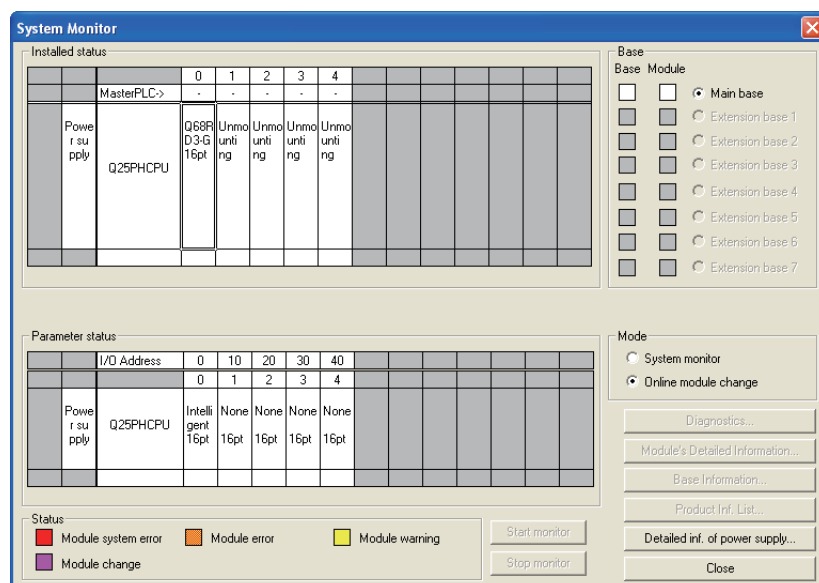 System Monitor
Installed status
0 1 2 3 4
MasterPLC-> - - - - -
Powe
r su
pply
Q25PHCPU
Q68R
D3-G
16pt
Unmo
unti
ng
Unmo
unti
ng
Unmo
unti
ng
Unmo
unti
ng
Base
Base Module
Main base
Extension base 1
Extension base 2
Extension base 3
Extension base 4
Extension base 5
Extension base 6
Extension base 7
Parameter status
I/O Address 0 10 20 30 40
0 1 2 3 4
Powe
r su
pply
Q25PHCPU
Intelli
gent
16pt
None
16pt
None
16pt
None
16pt
None
16pt
Mode
System monitor
Online module change
Diagnostics...
Module's Detailed Information...
Base Information...
Product Inf. List...
Detailed inf. of power supply...
Close
Status
Module system error
Module error
Module warning
Module change
Start monitor
Stop monitor